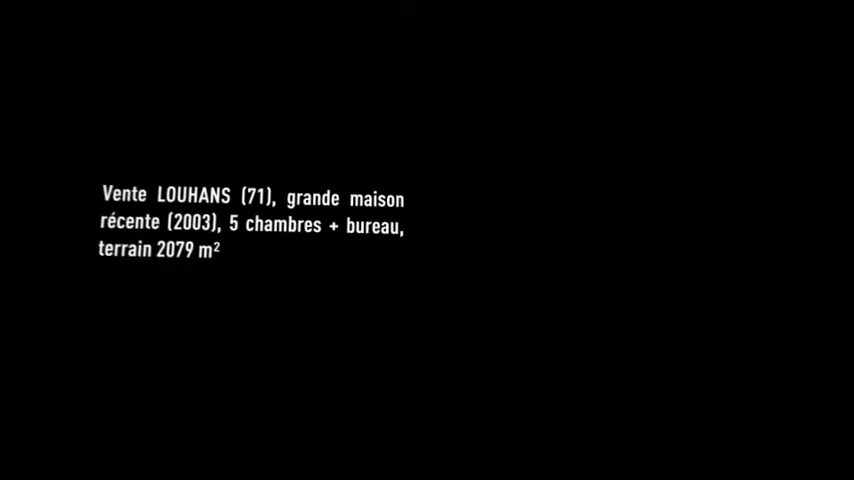 Vente LOUHANS (71), grande maison
récente (2003), 5 chambres + bureau,
terrain 2079 m²